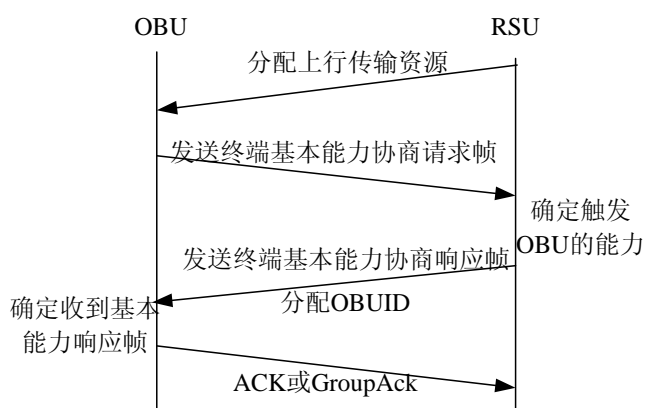 OBU
RSU
分配上行传输资源
发送终端基本能力协商请求帧
确定触发
OBU的能力
发送终端基本能力协商响应帧
分配OBUID
确定收到基本
能力响应帧
ACK或GroupAck